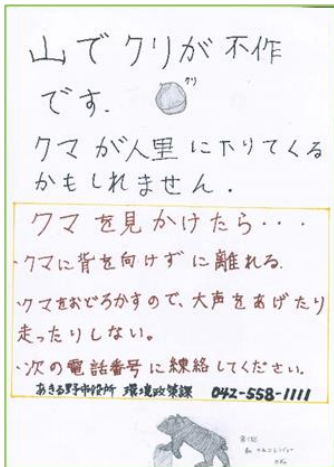 山でクリが不作
です.
クリ
クマが人里に下りてくる
かもしれません.
クマを見かけたら・・・
・クマに背を向けずに離れる.
・クマをおどろかすので、大声をあげたり
走ったりしない。
・次の電話番号に練絡してください.
あきる野市役所 環境政策課 042-558-1111